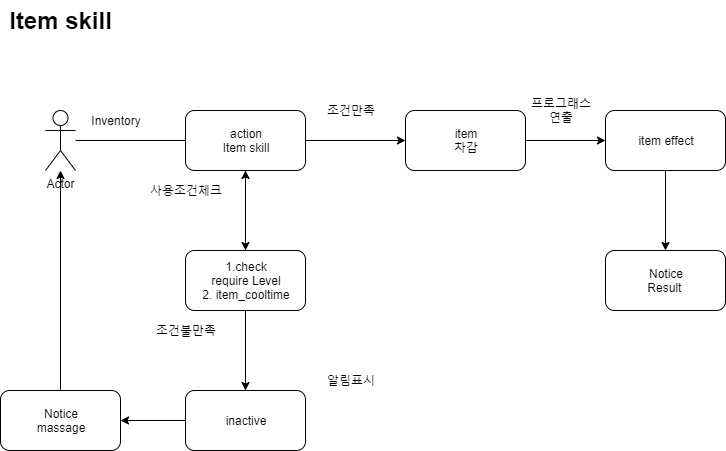 Item skill
Inventory
Actor
action
Item skill
조건만족
item
차감
프로그래스
연출
item effect
사용조건체크
1.check
require Level
2. item_cooltime
Notice
Result
조건불만족
알림표시
inactive
Notice
massage